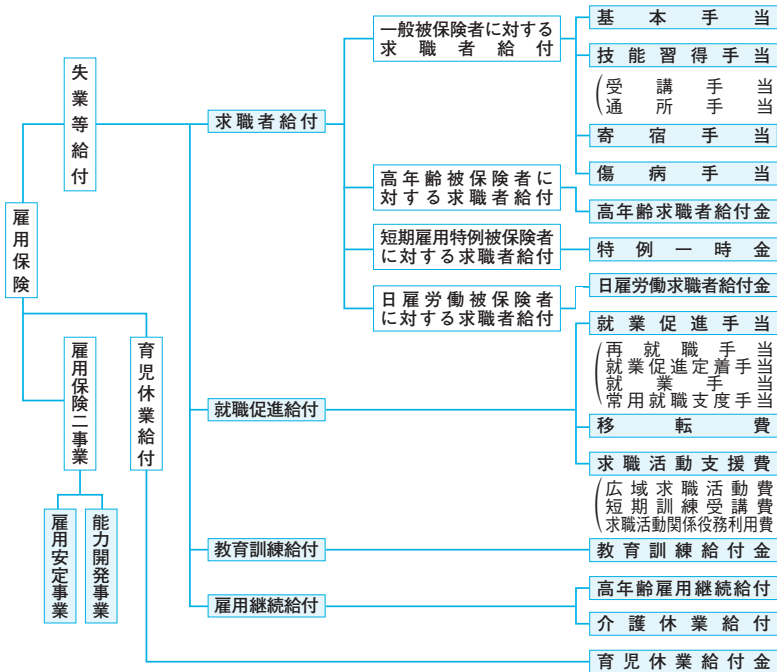 雇用保険
失業等給付
求職者給付
一般被保険者に対する
求職者給付
基本手当
技能習得手当
（受講手当
通所手当
寄宿手当
傷病手当
高年齢被保険者に
対する求職者給付
高年齢求職者給付金
短期雇用特例被保険者
に対する求職者給付
特例一時金
日雇労働被保険者
に対する求職者給付
日雇労働求職者給付金
就職促進給付
就業促進手当
（再就職手当
就業促進定着手当
就業手当
常用就職支度手当
移転費
求職活動支援費
（広域求職活動費
短期訓練受講費
求職活動関係役務利用費
教育訓練給付
教育訓練給付金
雇用継続給付
高年齢雇用継続給付
介護休業給付
育児休業給付
育児休業給付金
雇用保険二事業
雇用安定事業
能力開発事業